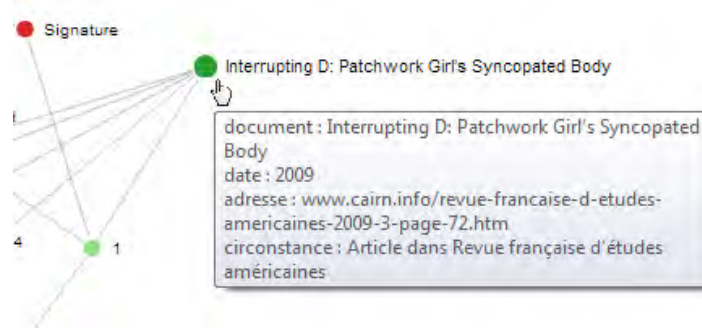 Signature
Interrupting D: Patchwork Girl's Syncopated Body
document : Interrupting D: Patchwork Girl's Syncopated
Body
date : 2009
adresse : www.cairn.info/revue-francaise-d-etudes-
americaines-2009-3-page-72.htm
circonstance : Article dans Revue française d'études
américaines
4
1